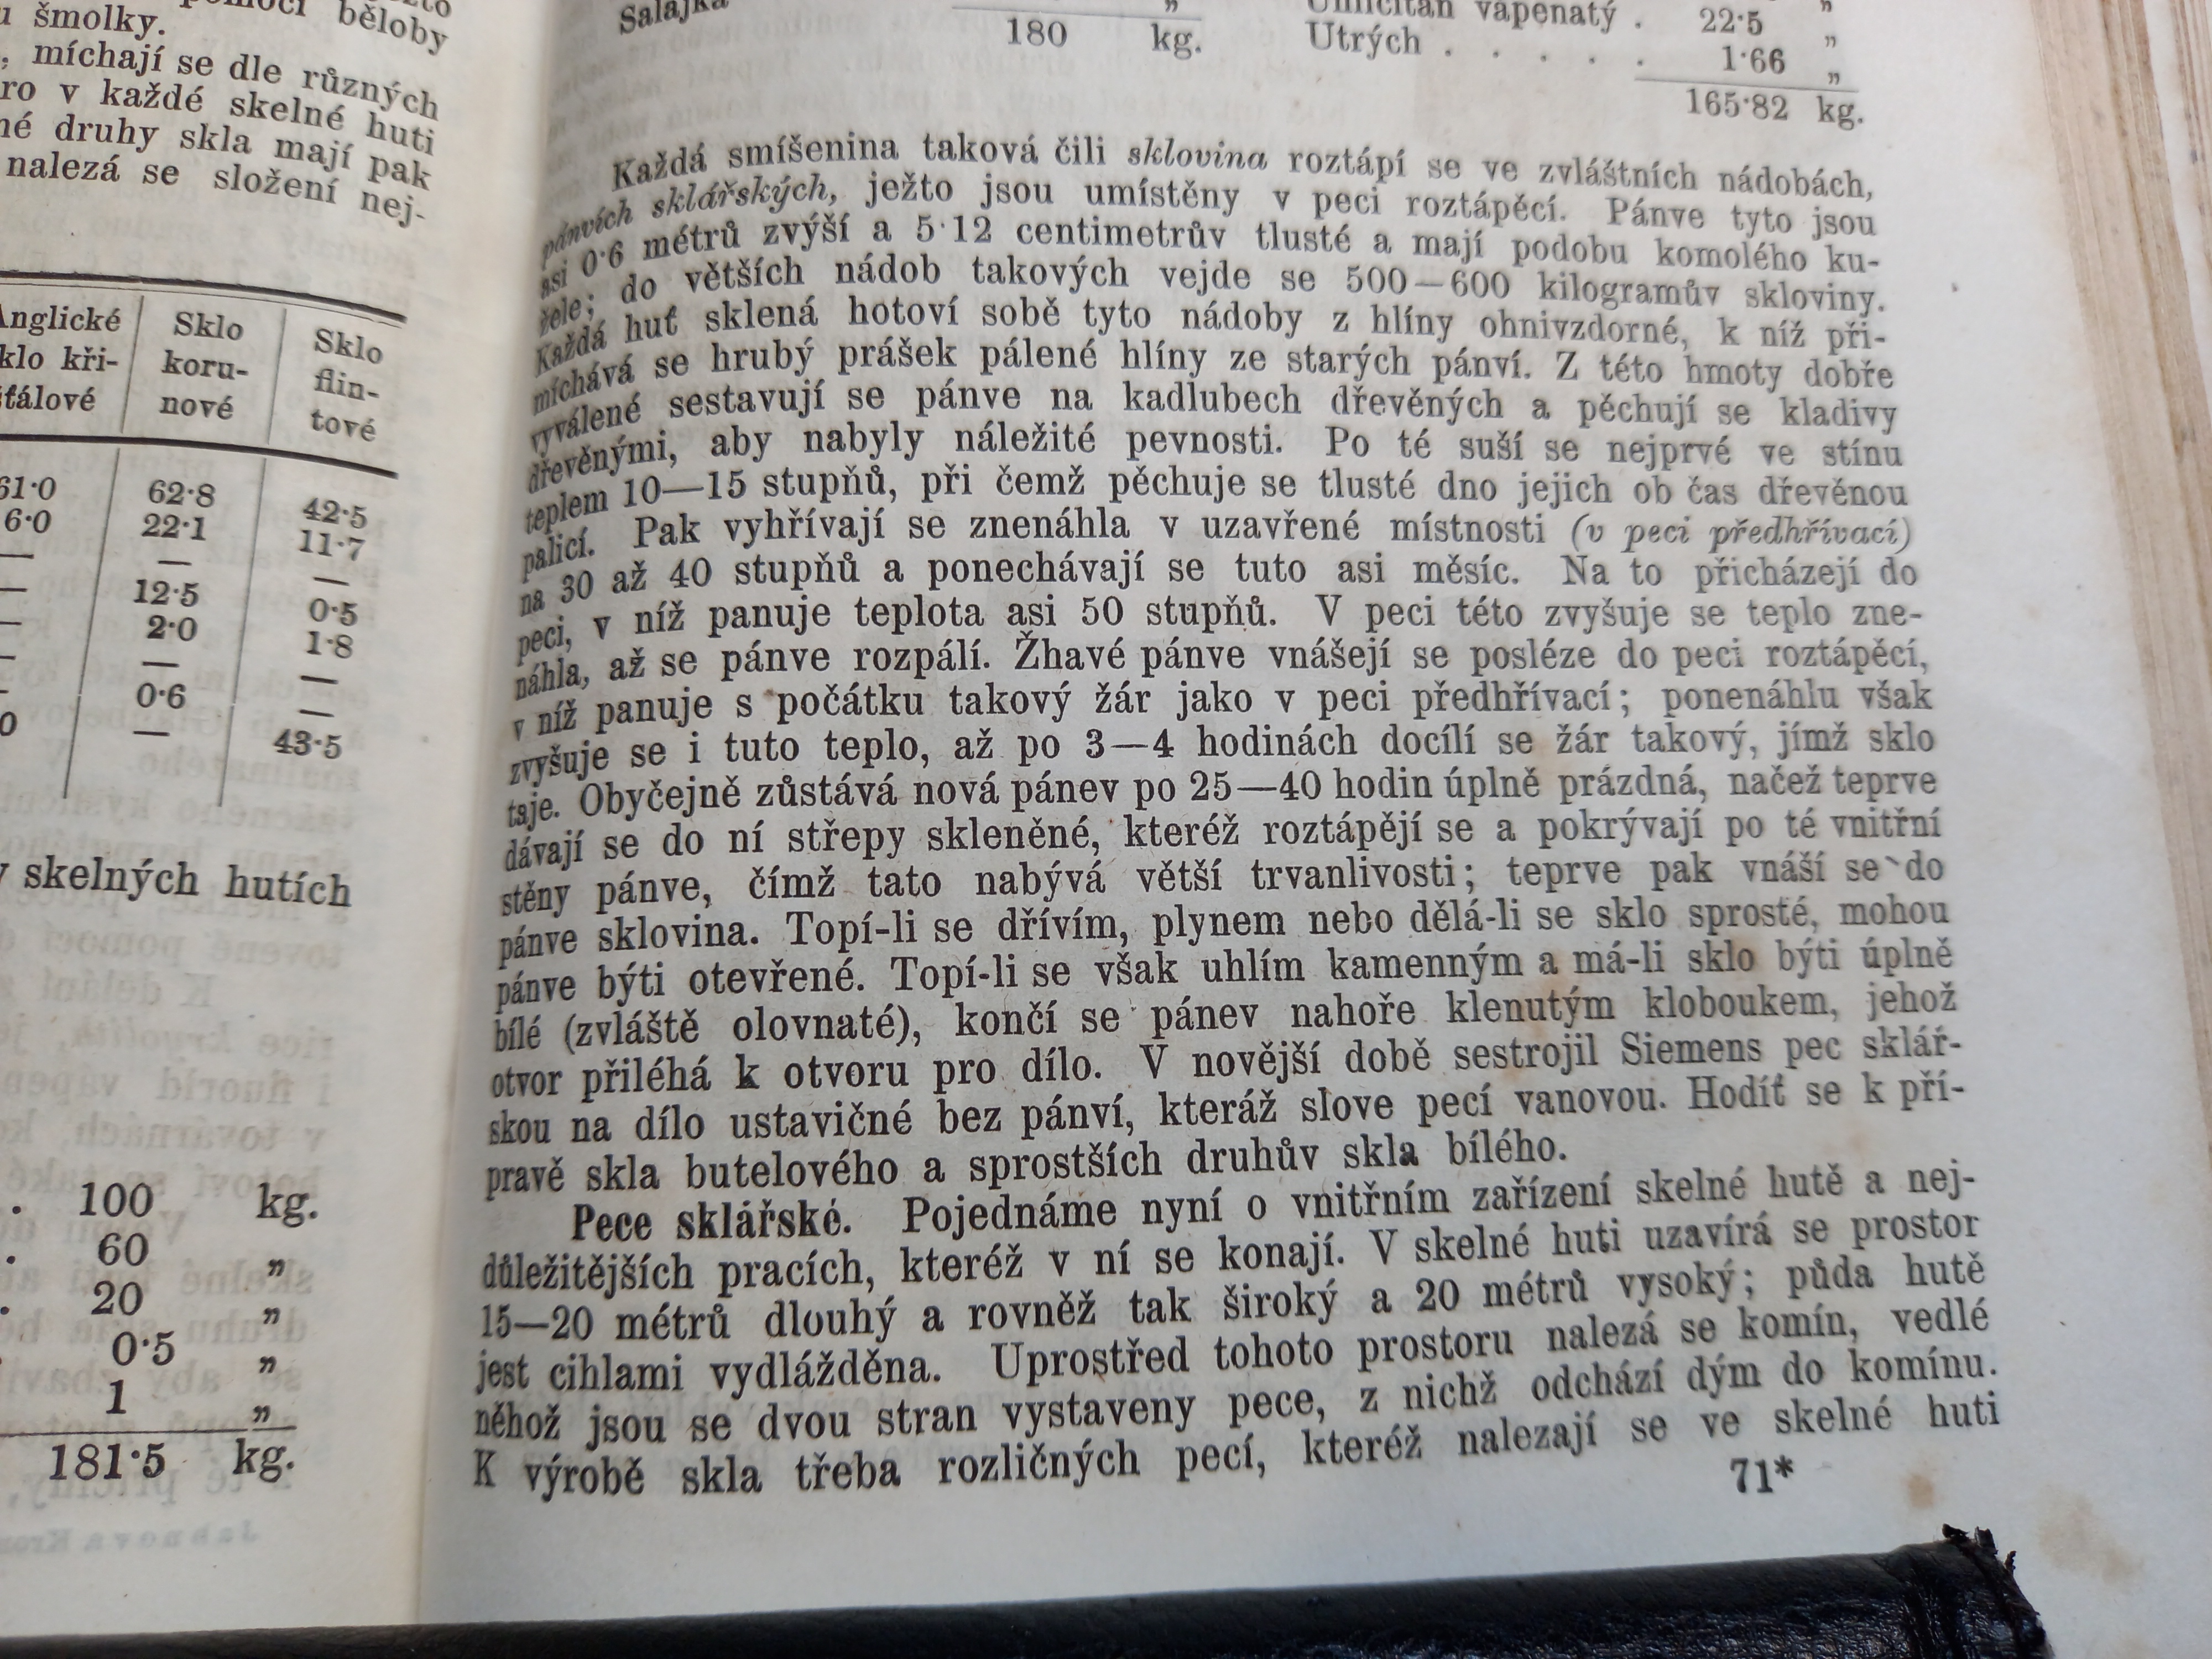 běloby
šmolky.
míchají se dle různých
v každé skelné huti
druhy skla mají pak
nalezá se složení nej-
Anglické
klo kři-
šťálové
Sklo
koru-
nové
Sklo
flin-
tové
61·0 62·8 42·5
6·0 22·1 11·7
— — —
— 12·5 0·5
— 2·0 1·8
— — —
— 0·6 —
0 — 43·5
v skelných hutích
. 100 kg.
. 60 „
. 20 „
0·5 „
1 „
181·5 kg.
Salajka „
180 kg.
vápenatý . 22·5 „
Utrých . . . . . 1·66 „
165·82 kg.
Každá smíšenina taková čili sklovina roztápí se ve zvláštních nádobách,
pánvích sklářských, ježto jsou umístěny v peci roztápěcí. Pánve tyto jsou
asi 0·6 métrů zvýší a 5·12 centimetrův tlusté a mají podobu komolého ku-
žele; do větších nádob takových vejde se 500—600 kilogramův skloviny.
Každá huť sklená hotoví sobě tyto nádoby z hlíny ohnivzdorné, k níž při-
míchává se hrubý prášek pálené hlíny ze starých pánví. Z této hmoty dobře
vyválené sestavují se pánve na kadlubech dřevěných a pěchují se kladivy
dřevěnými, aby nabyly náležité pevnosti. Po té suší se nejprvé ve stínu
teplem 10—15 stupňů, při čemž pěchuje se tlusté dno jejich ob čas dřevěnou
palicí. Pak vyhřívají se znenáhla v uzavřené místnosti (v peci předhřívací)
na 30 až 40 stupňů a ponechávají se tuto asi měsíc. Na to přicházejí do
peci, v níž panuje teplota asi 50 stupňů. V peci této zvyšuje se teplo zne-
náhla, až se pánve rozpálí. Žhavé pánve vnášejí se posléze do peci roztápěcí,
v níž panuje s počátku takový žár jako v peci předhřívací; ponenáhlu však
zvyšuje se i tuto teplo, až po 3—4 hodinách docílí se žár takový, jímž sklo
taje. Obyčejně zůstává nová pánev po 25—40 hodin úplně prázdná, načež teprve
dávají se do ní střepy skleněné, kteréž roztápějí se a pokrývají po té vnitřní
stěny pánve, čímž tato nabývá větší trvanlivosti; teprve pak vnáší se do
pánve sklovina. Topí-li se dřívím, plynem nebo dělá-li se sklo sprosté, mohou
pánve býti otevřené. Topí-li se však uhlím kamenným a má-li sklo býti úplně
bílé (zvláště olovnaté), končí se pánev nahoře klenutým kloboukem, jehož
otvor přiléhá k otvoru pro dílo. V novější době sestrojil Siemens pec sklář-
skou na dílo ustavičné bez pánví, kteráž slove pecí vanovou. Hodíť se k pří-
pravě skla butelového a sprostších druhův skla bílého.
Pece sklářské. Pojednáme nyní o vnitřním zařízení skelné hutě a nej-
důležitějších pracích, kteréž v ní se konají. V skelné huti uzavírá se prostor
15—20 métrů dlouhý a rovněž tak široký a 20 métrů vysoký; půda hutě
jest cihlami vydlážděna. Uprostřed tohoto prostoru nalezá se komín, vedlé
něhož jsou se dvou stran vystaveny pece, z nichž odchází dým do komínu.
K výrobě skla třeba rozličných pecí, kteréž nalezají se ve skelné huti
71*